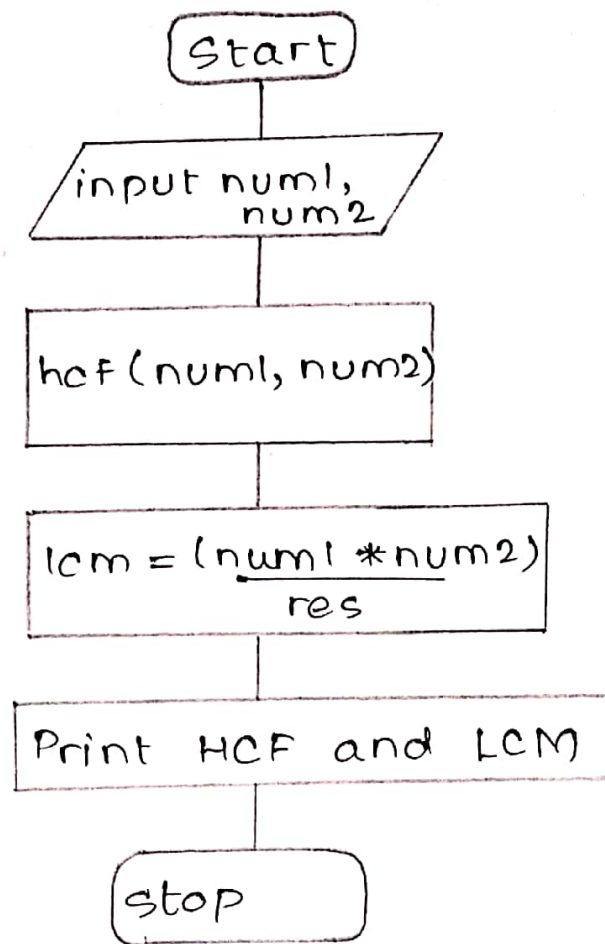 Start
input num1,
num2
hcf (num1, num2)
lcm = (num1 * num2)
res
Print HCF and LCM
stop